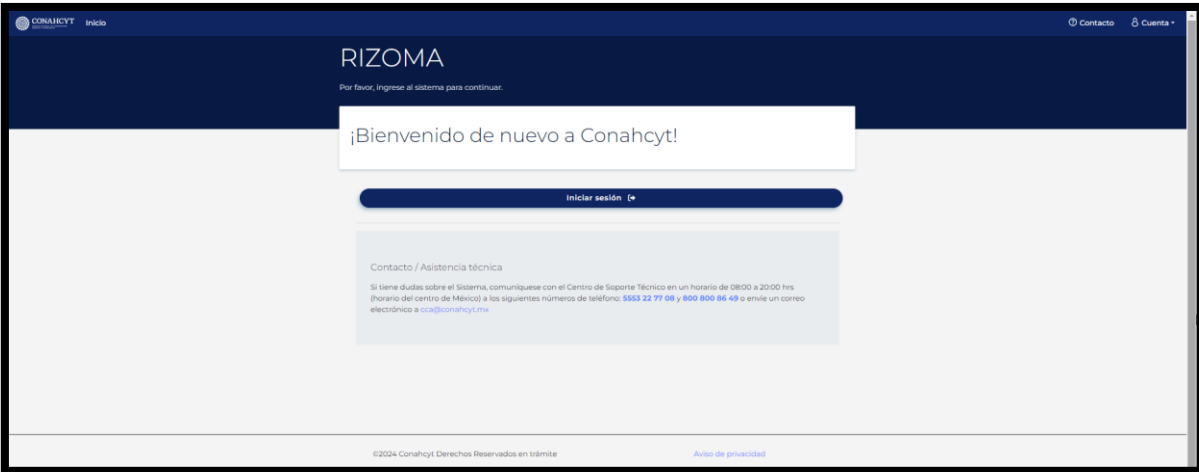 CONAHCYT Inicio Contacto Cuenta
RIZOMA
Por favor, ingrese al sistema para continuar.
¡Bienvenido de nuevo a Conahcyt!
Iniciar sesión
Contacto / Asistencia técnica
Si tiene dudas sobre el Sistema, comuníquese con el Centro de Soporte Técnico en un horario de 08:00 a 20:00 hrs
(horario del centro de México) a los siguientes números de teléfono: 5553 22 77 08 y 800 800 86 49 o envíe un correo
electrónico a cca@conahcyt.mx
©2024 Conahcyt Derechos Reservados en trámite Aviso de privacidad